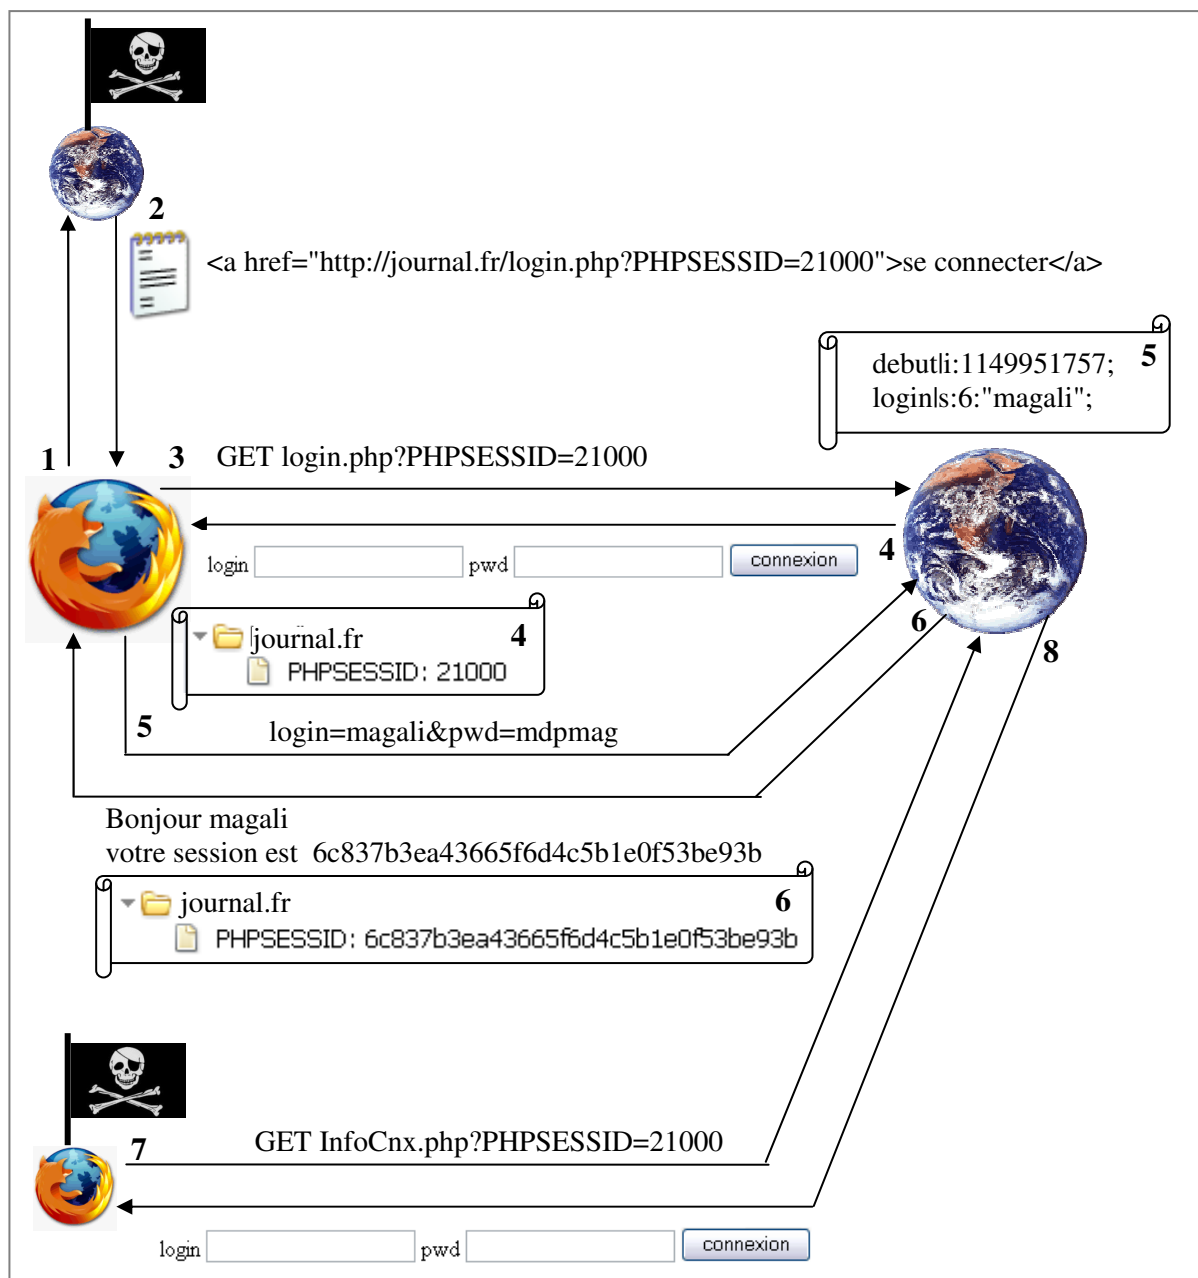 2
<a href="http://journal.fr/login.php?PHPSESSID=21000">se connecter</a>
5
debut|i:1149951757;
login|s:6:"magali";
1
3
GET login.php?PHPSESSID=21000
login
pwd
connexion
4
journal.fr
4
PHPSESSID: 21000
6
8
5
login=magali&pwd=mdpmag
Bonjour magali
votre session est 6c837b3ea43665f6d4c5b1e0f53be93b
journal.fr
6
PHPSESSID: 6c837b3ea43665f6d4c5b1e0f53be93b
7
GET InfoCnx.php?PHPSESSID=21000
login
pwd
connexion